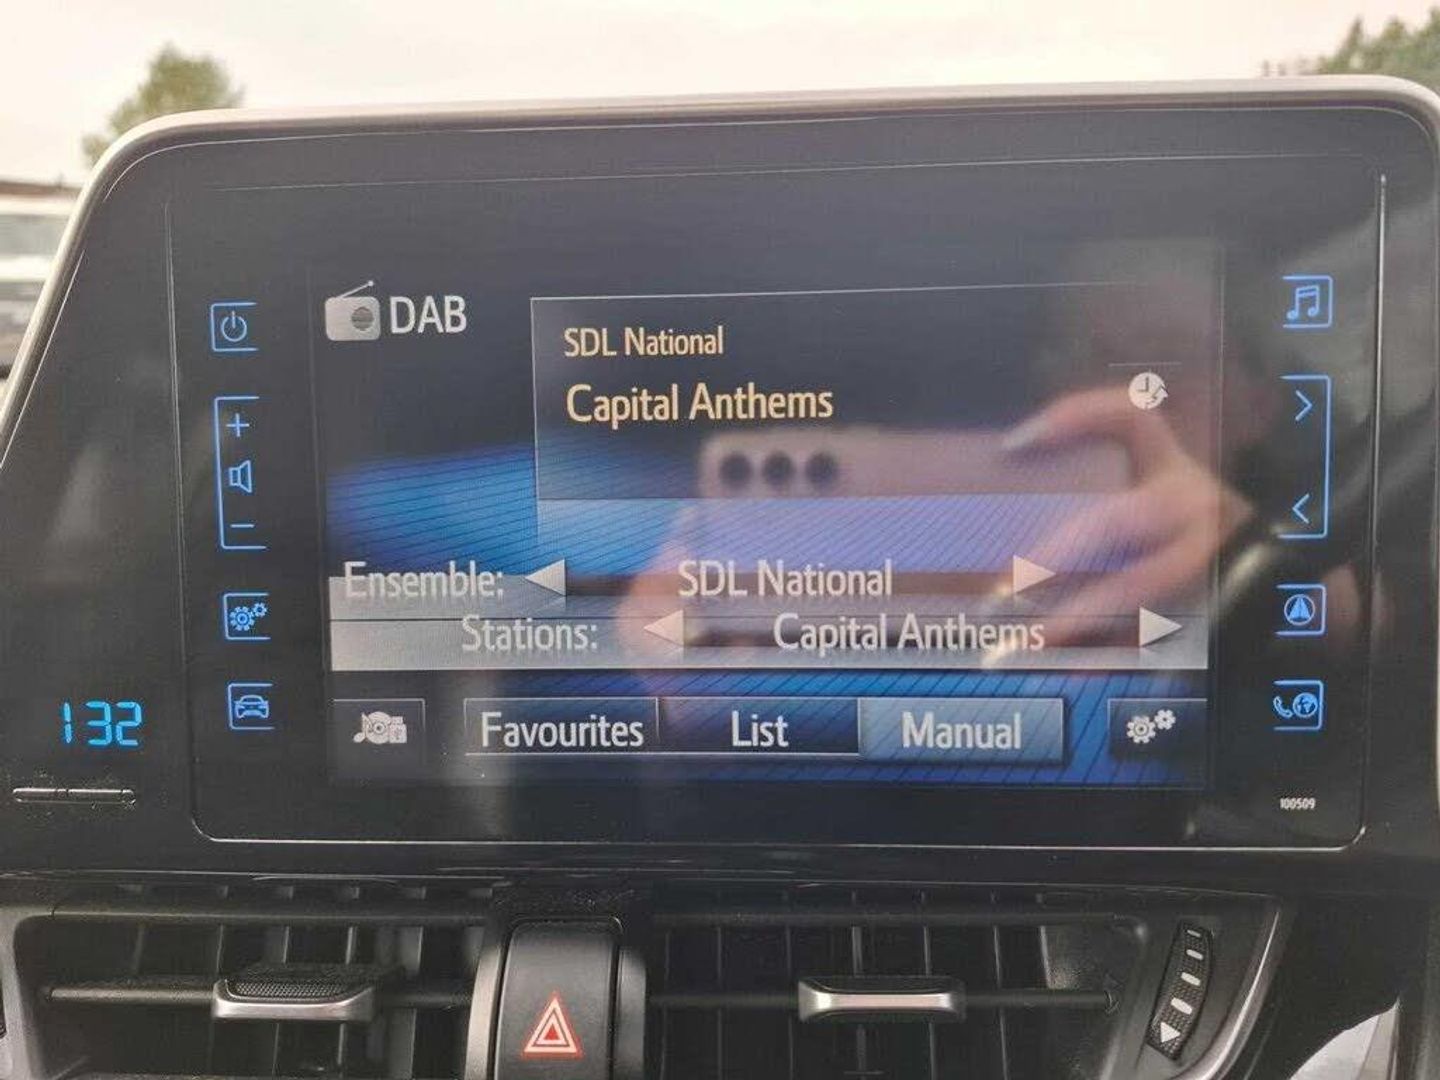 DAB
SDL National
Capital Anthems
Ensemble: SDL National
Stations: Capital Anthems
Favourites List Manual
132
100509